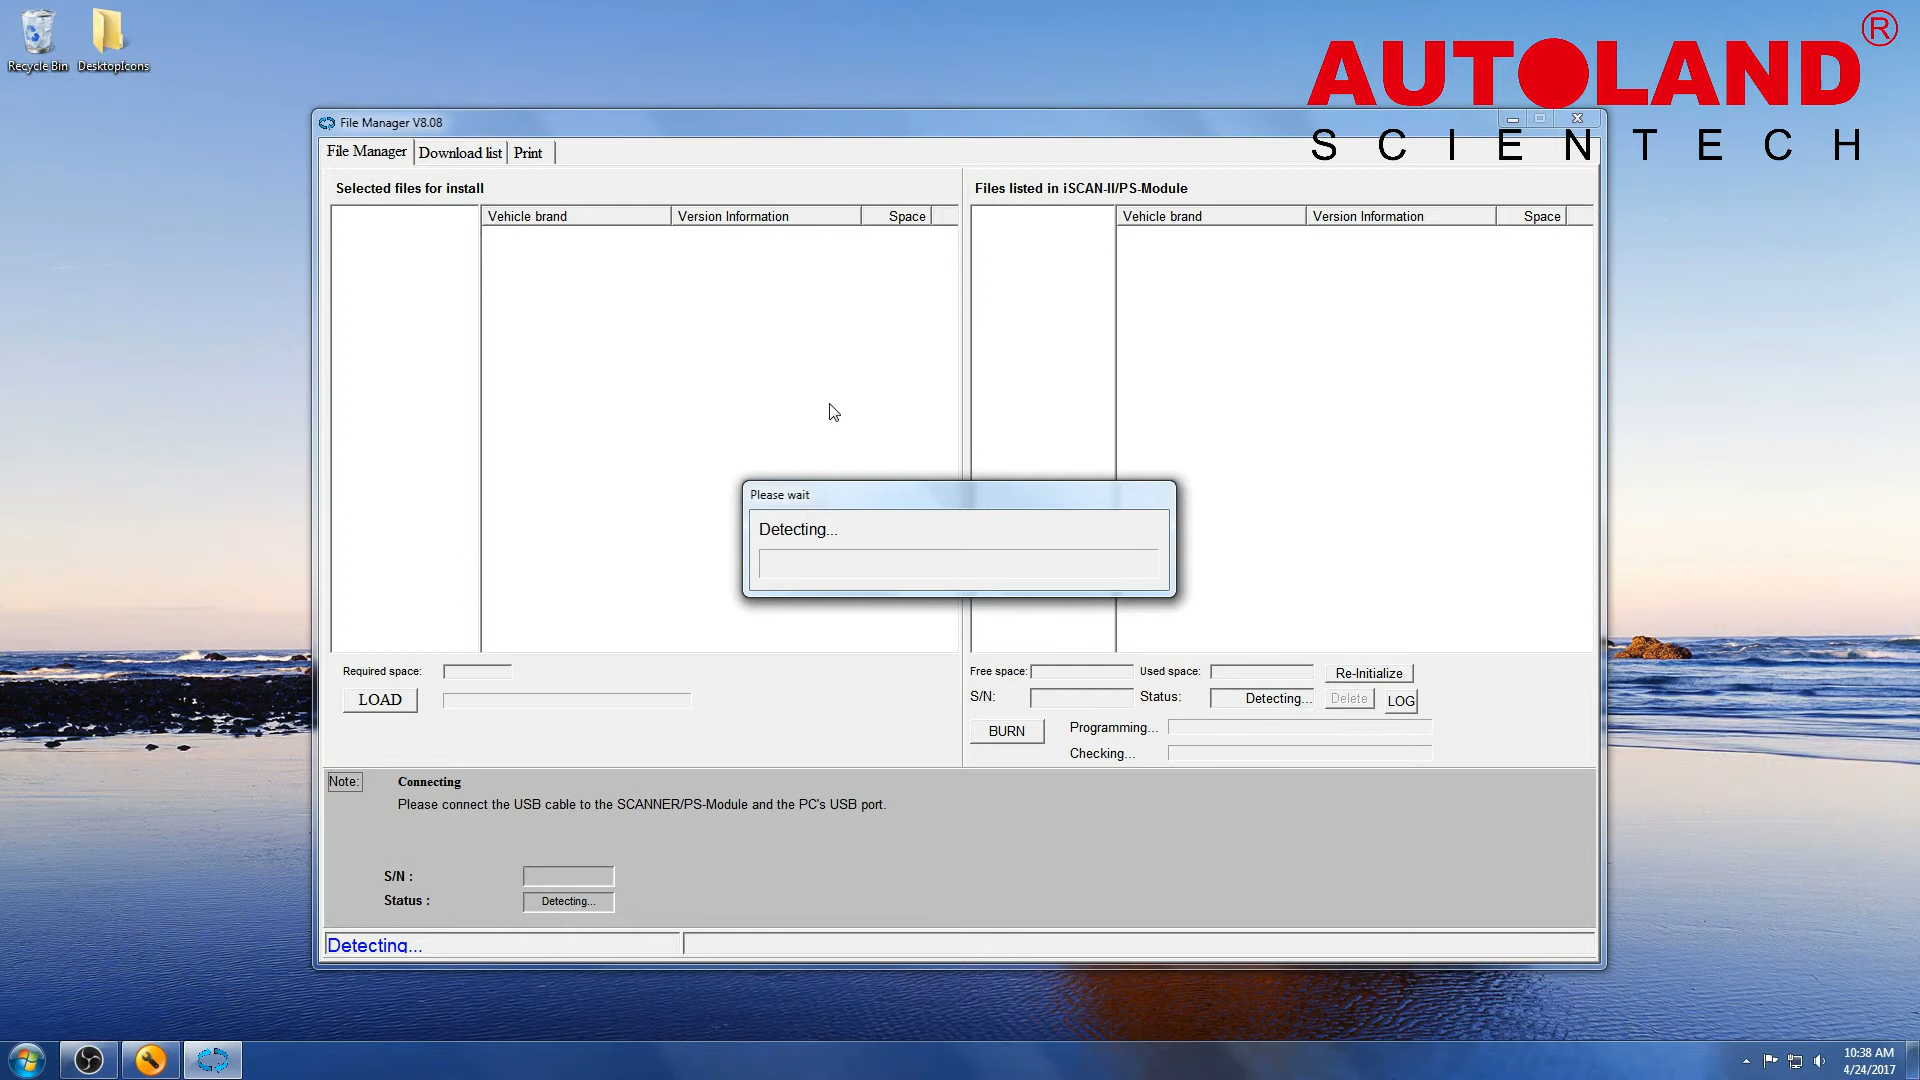 Recycle Bin
DesktopIcons
AUTOLAND®
SCIENTECH
File Manager V8.08
File Manager
Download list
Print
Selected files for install
Files listed in iSCAN-II/PS-Module
Vehicle brand
Version Information
Space
Vehicle brand
Version Information
Space
Please wait
Detecting...
Required space:
LOAD
Free space:
Used space:
Re-Initialize
S/N:
Status:
Detecting...
Delete
LOG
BURN
Programming...
Checking...
Note:
Connecting
Please connect the USB cable to the SCANNER/PS-Module and the PC's USB port.
S/N :
Status :
Detecting...
Detecting...
10:38 AM
4/24/2017